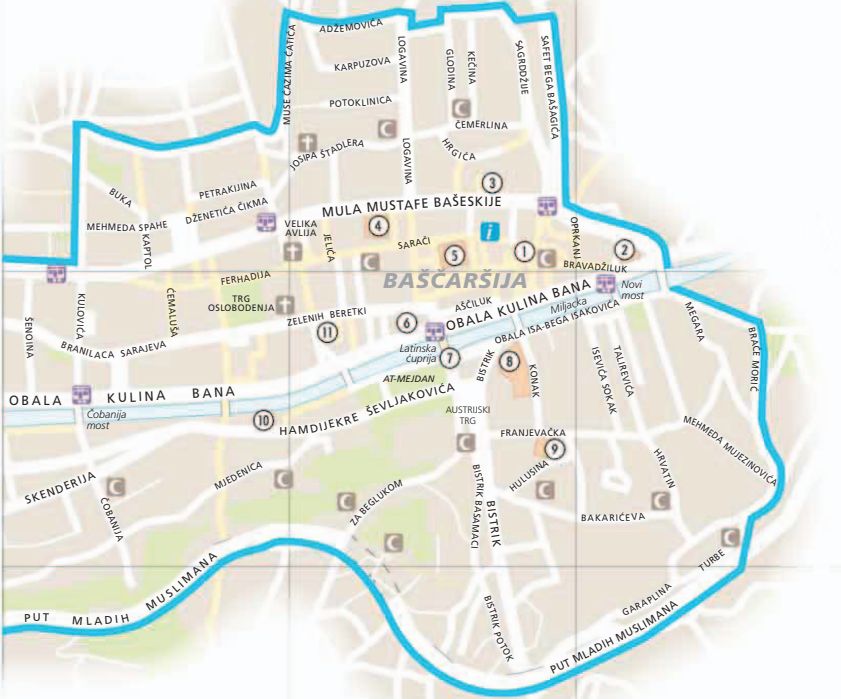 ADŽEMOVIĆA
MUSE ĆAZIMA ĆATIĆA
KARPUZOVA
LOGAVINA
GLOĐINA
KEČINA
SAGRDDŽIJE
SAFET BEGA BAŠAGIĆA
POTOKLINICA
ČEMERLINA
JOSIPA ŠTADLERA
LOGAVINA
HRGIĆA
3
BUKA
PETRAKIJINA
DŽENETIĆA ČIKMA
MULA MUSTAFE BAŠESKIJE
MEHMEDA SPAHE
KAPTOL
VELIKA
AVLIJA
JELIĆA
4
SARAČI
i
5
1
OPRKANJ
2
BRAVADŽILUK
BAŠČARŠIJA
FERHADIJA
TRG
OSLOBOĐENJA
KULOVIĆA
ČEMALUŠA
ŠENOINA
ZELENIH BERETKI
11
6
AŠČILUK
OBALA KULINA BANA
Miljacka
Novi
most
OBALA ISA-BEGA ISAKOVIĆA
MEGARA
BRAĆE MORIĆ
BRANILACA SARAJEVA
Latinska
ćuprija
7
BISTRIK
8
KONAK
ISEVIĆA SOKAK
TALIREVIĆA
AT-MEJDAN
OBALA KULINA BANA
Čobanija
most
10
HAMDIJEKRE ŠEVLJAKOVIĆA
AUSTRIJSKI
TRG
FRANJEVAČKA
9
HULUSINA
MEHMEDA MUJEZINOVIĆA
HRVATIN
SKENDERIJA
ČOBANIJA
MJEDENICA
ZA BEGLUKOM
BISTRIK BASAMACI
BISTRIK
BAKARIĆEVA
TURBE
GARAPLINA
PUT MLADIH MUSLIMANA
BISTRIK POTOK
PUT MLADIH MUSLIMANA